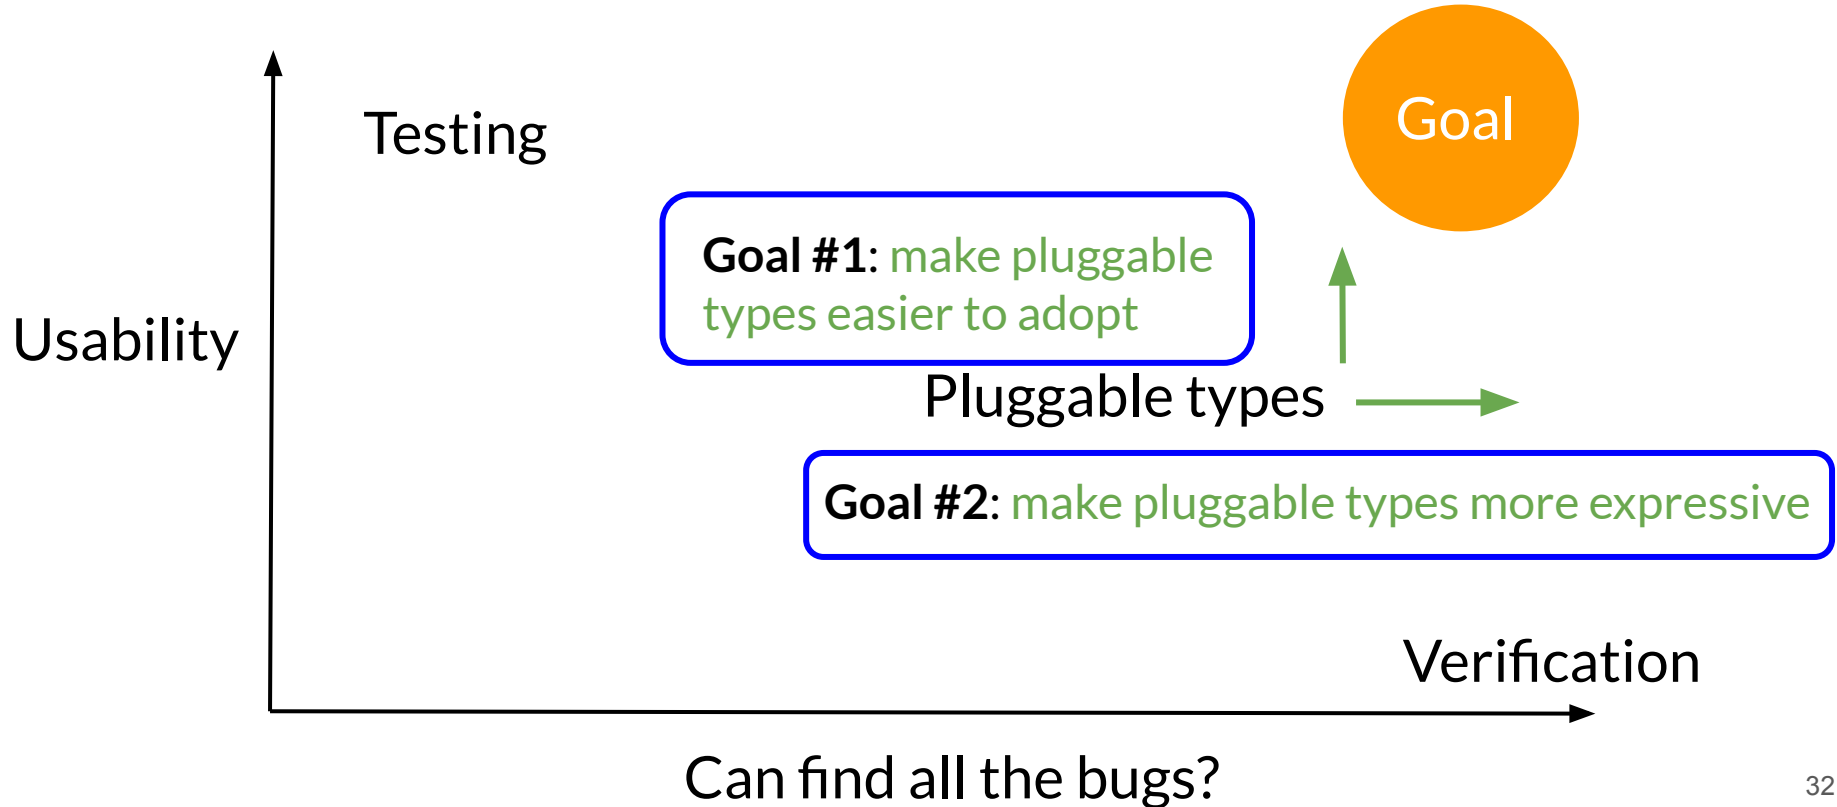 Testing
Goal
Goal #1: make pluggable
types easier to adopt
Usability
Pluggable types
Goal #2: make pluggable types more expressive
Verification
Can find all the bugs?
32